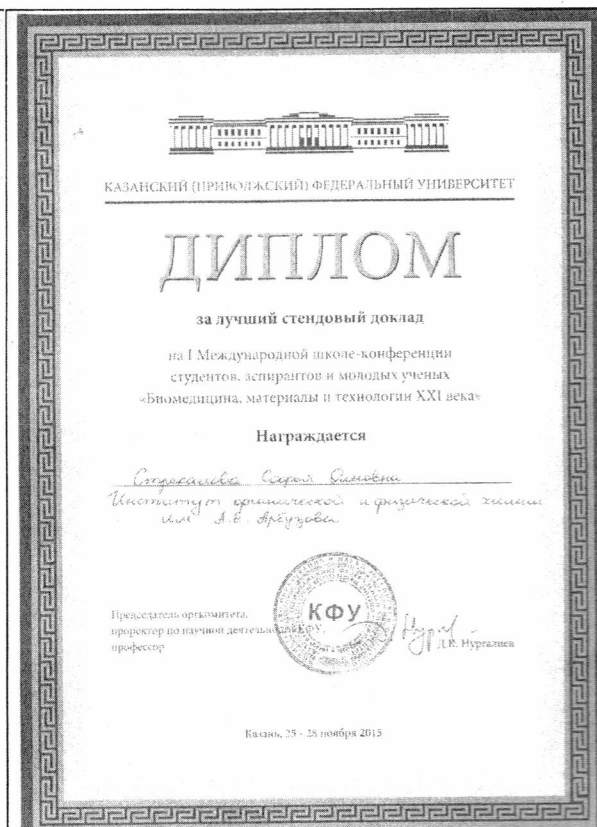 КАЗАНСКИЙ (ПРИВОЛЖСКИЙ) ФЕДЕРАЛЬНЫЙ УНИВЕРСИТЕТ
ДИПЛОМ
за лучший стендовый доклад
на I Международной школе-конференции
студентов, аспирантов и молодых ученых
«Биомедицина, материалы и технологии XXI века»
Награждается
Стрекалова Софья
Институт органической и физической химии
им А.Е. Арбузова
Председатель оргкомитета,
проректор по научной деятельности КФУ,
профессор
КФУ
Д.К. Нургалиев
Казань, 25 - 28 ноября 2015